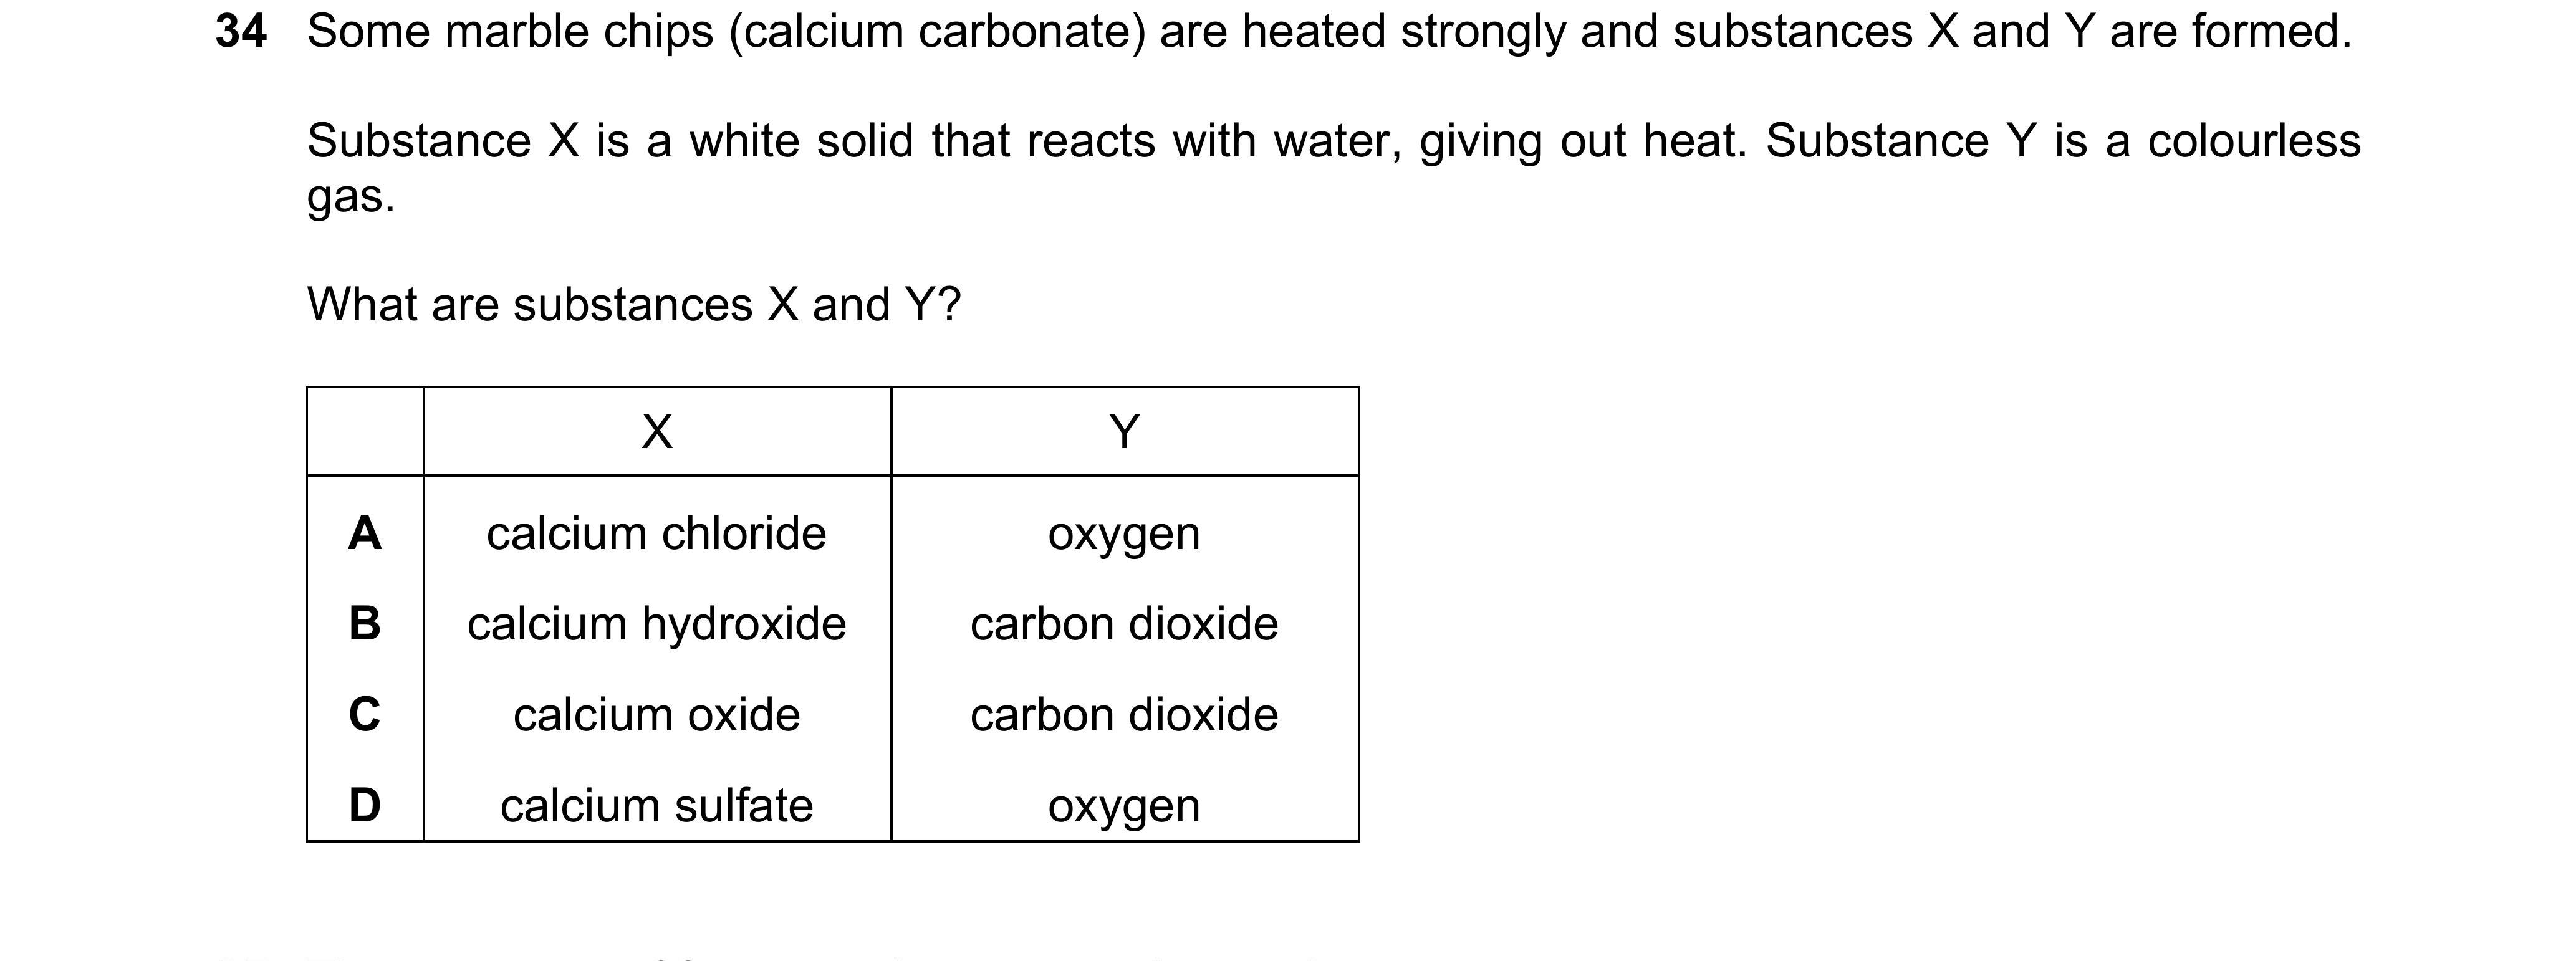 34 Some marble chips (calcium carbonate) are heated strongly and substances X and Y are formed.
Substance X is a white solid that reacts with water, giving out heat. Substance Y is a colourless
gas.
What are substances X and Y?
X Y
A calcium chloride oxygen
B calcium hydroxide carbon dioxide
C calcium oxide carbon dioxide
D calcium sulfate oxygen